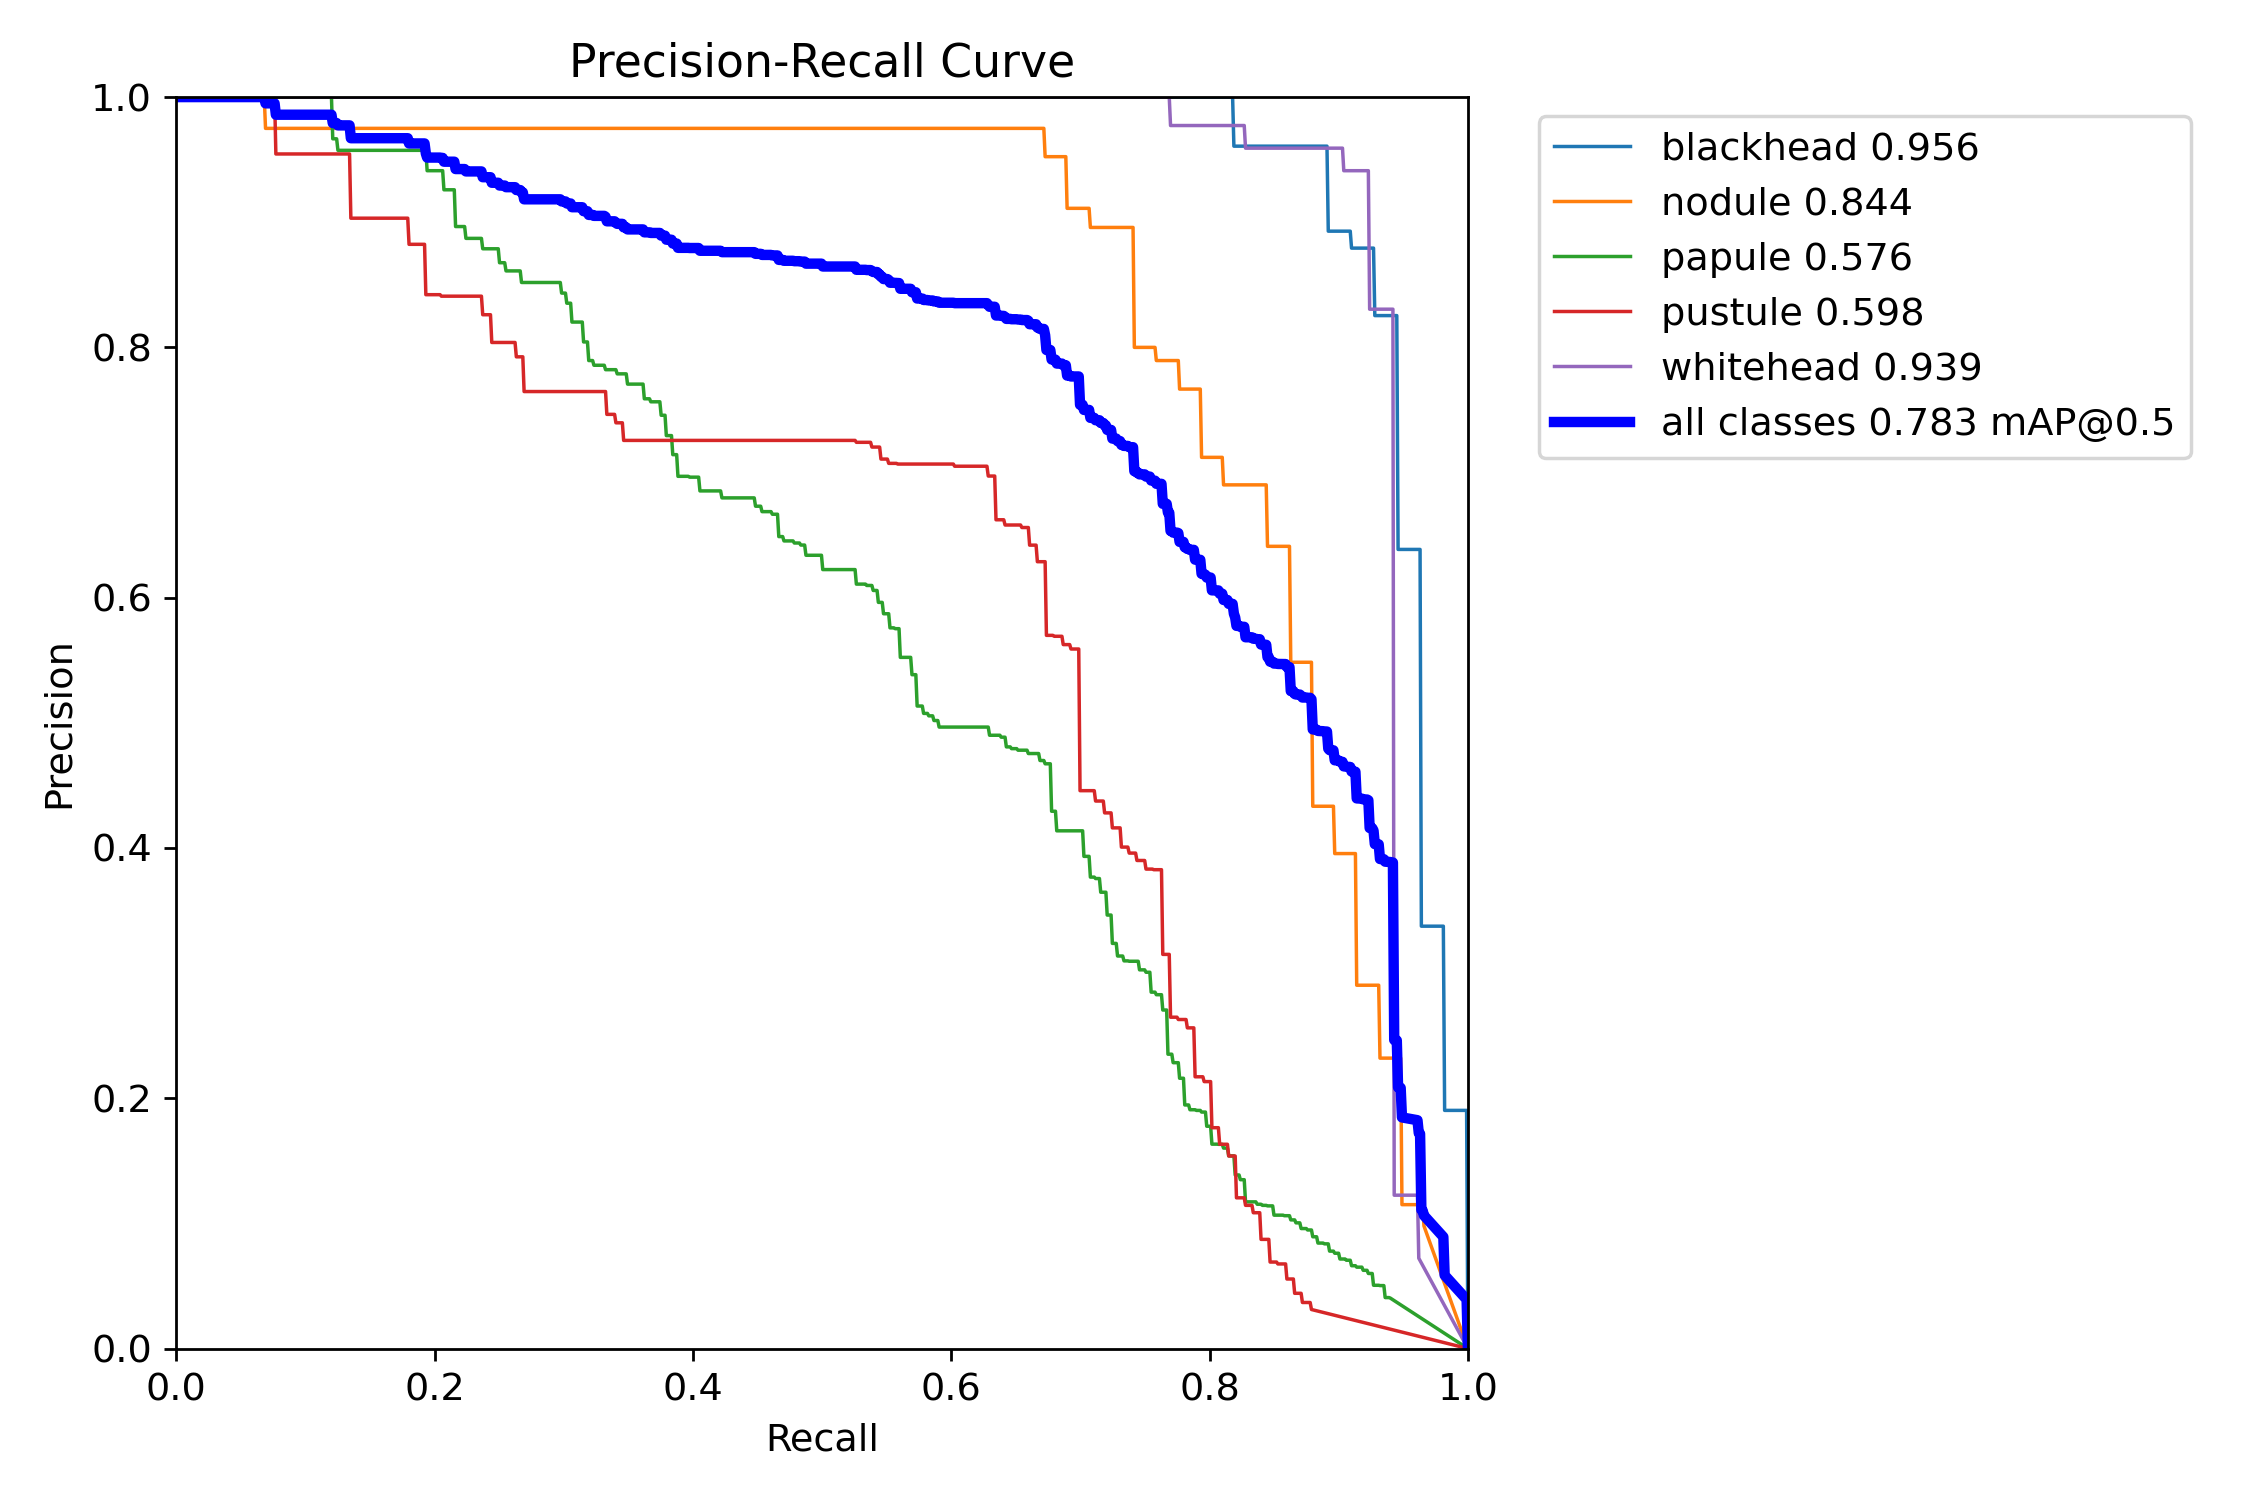 Precision-Recall Curve
1.0
0.8
0.6
0.4
0.2
0.0
Precision
0.0 0.2 0.4 0.6 0.8 1.0
Recall
blackhead 0.956
nodule 0.844
papule 0.576
pustule 0.598
whitehead 0.939
all classes 0.783 mAP@0.5